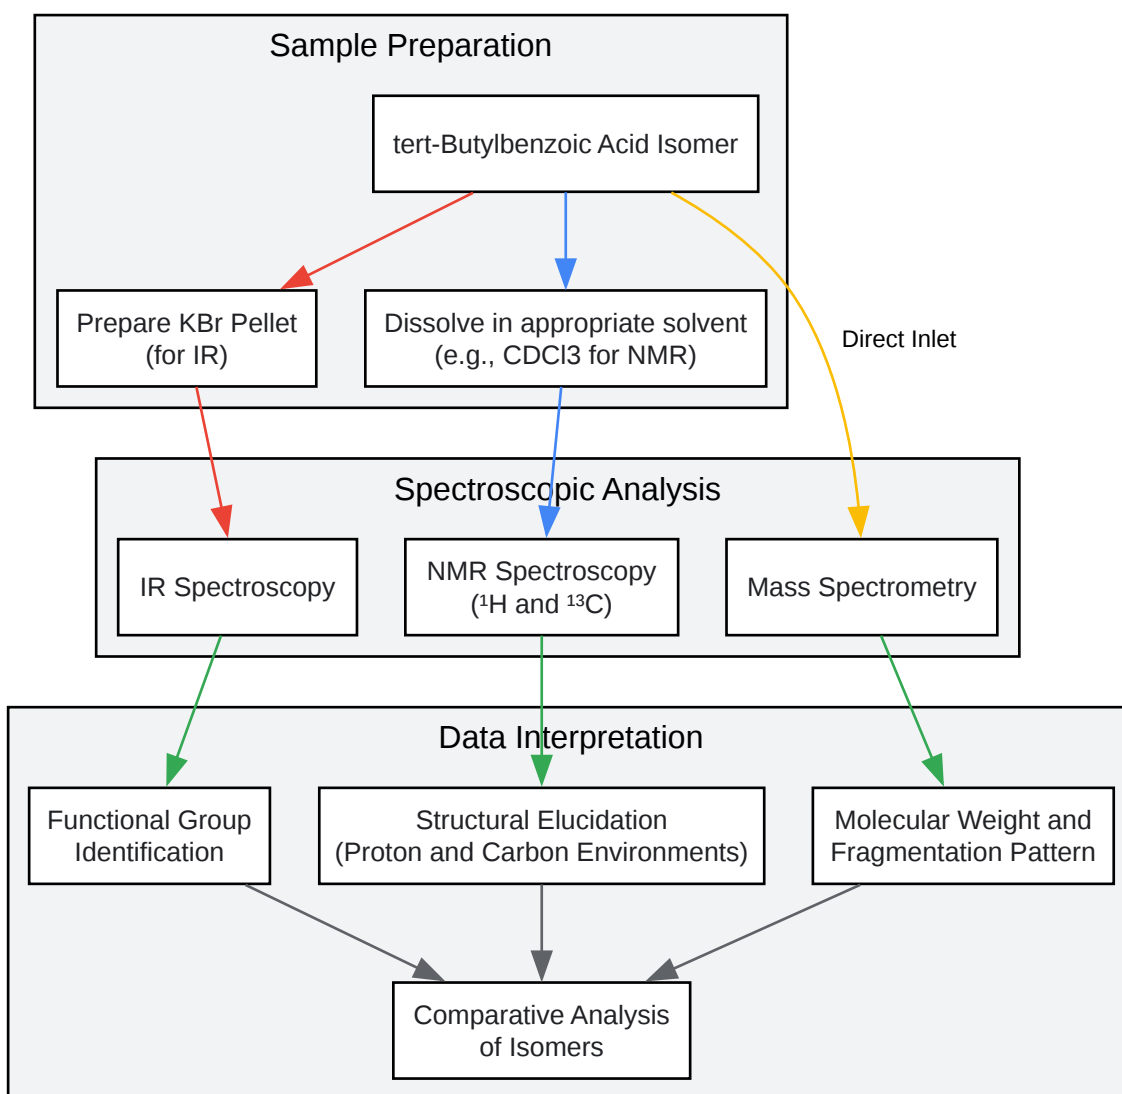 Sample Preparation
tert-Butylbenzoic Acid Isomer
Prepare KBr Pellet
(for IR)
Dissolve in appropriate solvent
(e.g., CDCl3 for NMR)
Direct Inlet
Spectroscopic Analysis
IR Spectroscopy
NMR Spectroscopy
(¹H and ¹³C)
Mass Spectrometry
Data Interpretation
Functional Group
Identification
Structural Elucidation
(Proton and Carbon Environments)
Molecular Weight and
Fragmentation Pattern
Comparative Analysis
of Isomers